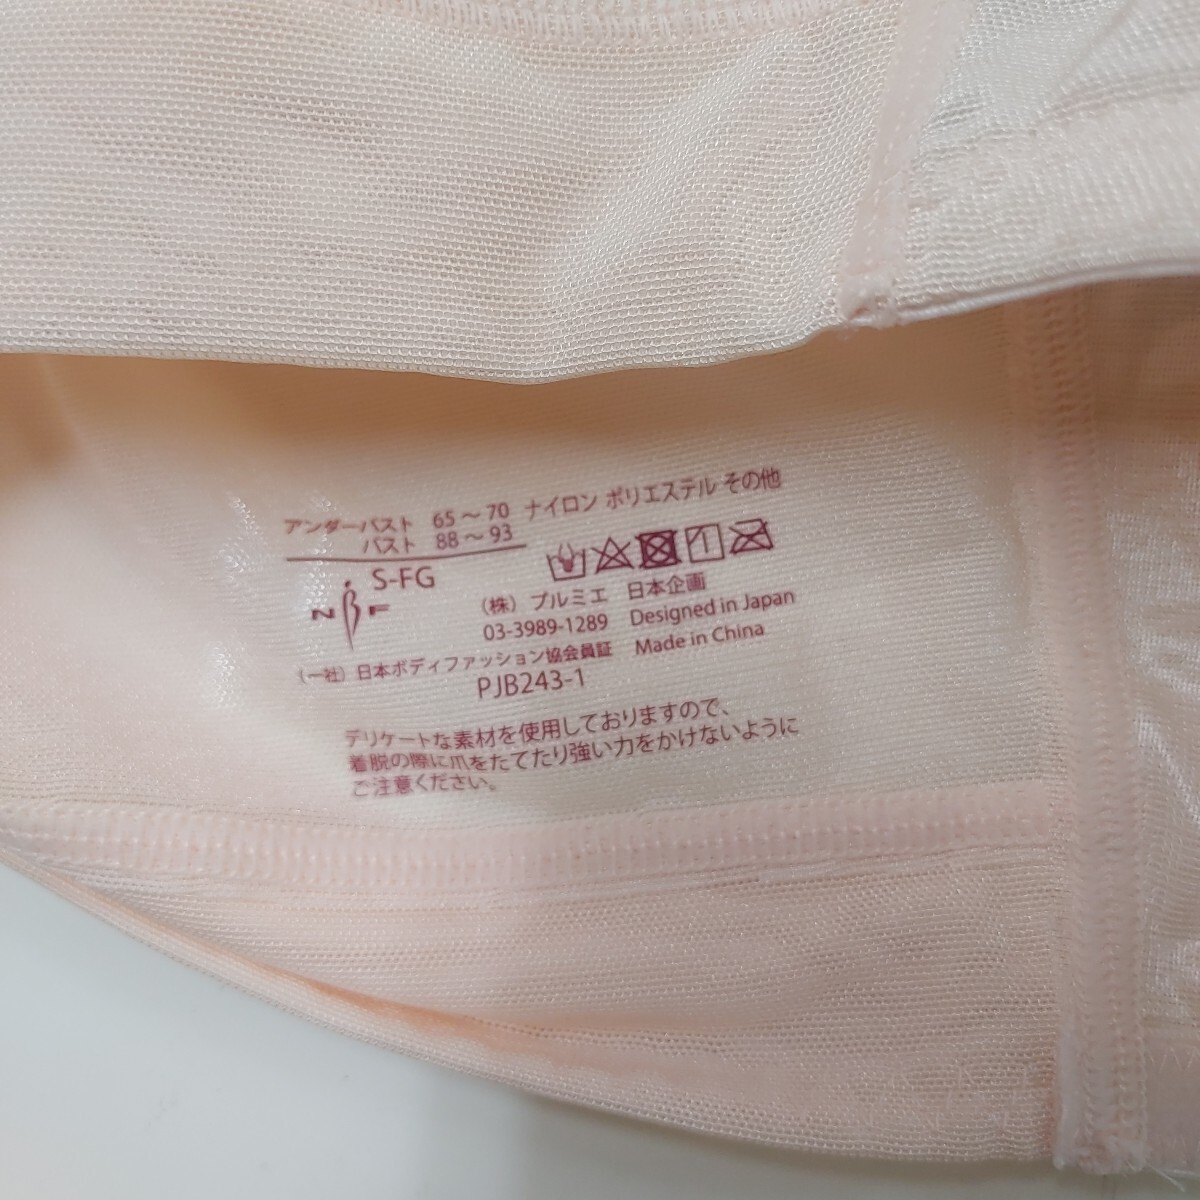 アンダーバスト 65～70 ナイロン ポリエステル その他
バスト 88～93
S-FG
NBF
(株) プルミエ 日本企画
03-3989-1289 Designed in Japan
(一社) 日本ボディファッション協会員証 Made in China
PJB243-1
デリケートな素材を使用しておりますので、
着脱の際に爪をたてたり強い力をかけないように
ご注意ください。